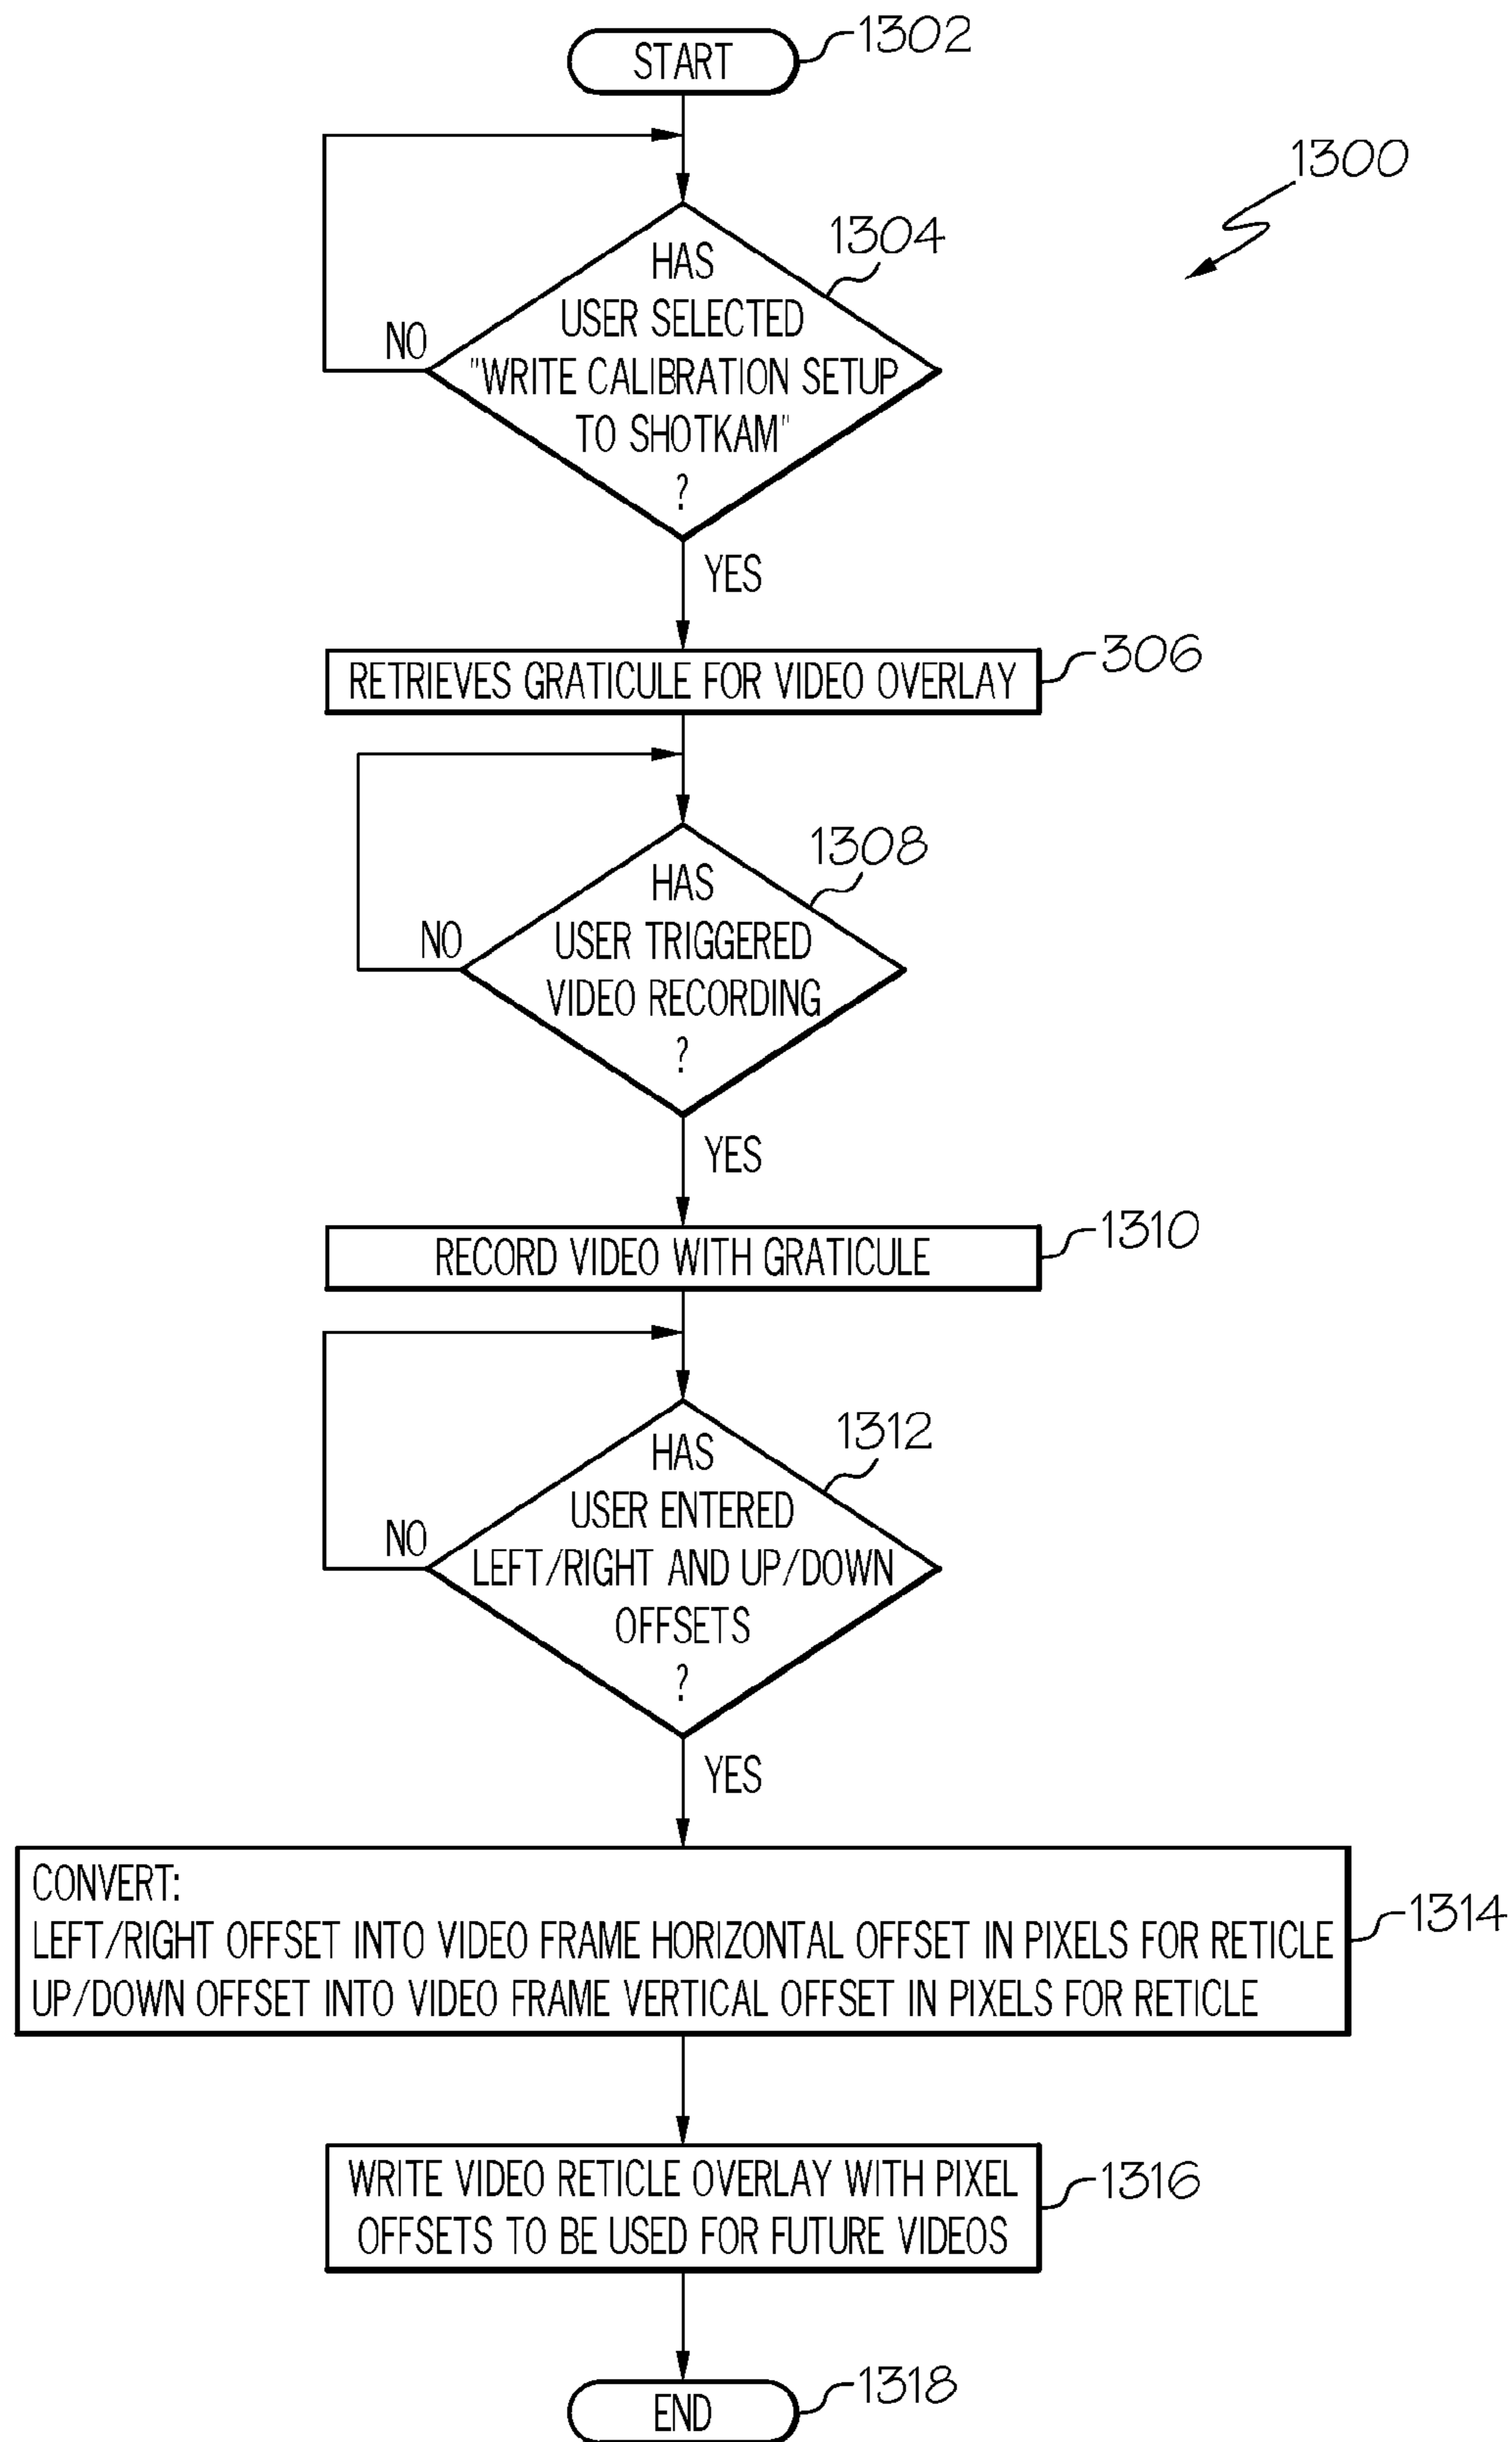 START
1302
1300
1304
HAS
USER SELECTED
"WRITE CALIBRATION SETUP
TO SHOTKAM"
?
NO
YES
RETRIEVES GRATICULE FOR VIDEO OVERLAY
306
1308
HAS
USER TRIGGERED
VIDEO RECORDING
?
NO
YES
RECORD VIDEO WITH GRATICULE
1310
1312
HAS
USER ENTERED
LEFT/RIGHT AND UP/DOWN
OFFSETS
?
NO
YES
CONVERT:
LEFT/RIGHT OFFSET INTO VIDEO FRAME HORIZONTAL OFFSET IN PIXELS FOR RETICLE
UP/DOWN OFFSET INTO VIDEO FRAME VERTICAL OFFSET IN PIXELS FOR RETICLE
1314
WRITE VIDEO RETICLE OVERLAY WITH PIXEL
OFFSETS TO BE USED FOR FUTURE VIDEOS
1316
END
1318